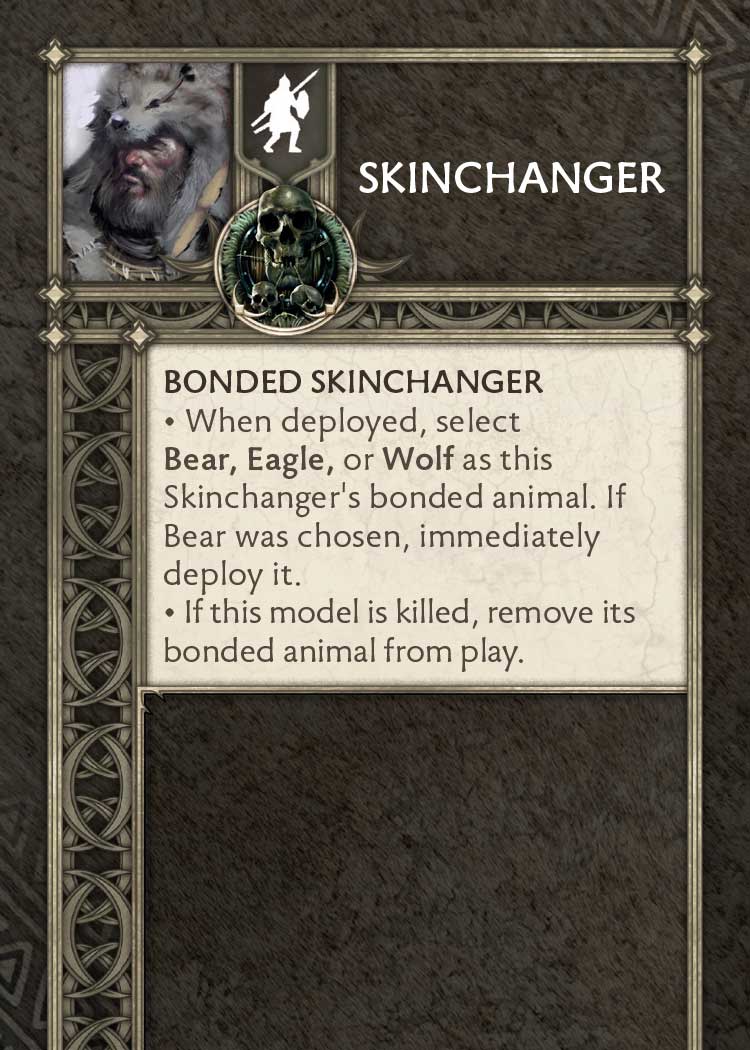 SKINCHANGER
BONDED SKINCHANGER
• When deployed, select
Bear, Eagle, or Wolf as this
Skinchanger's bonded animal. If
Bear was chosen, immediately
deploy it.
• If this model is killed, remove its
bonded animal from play.